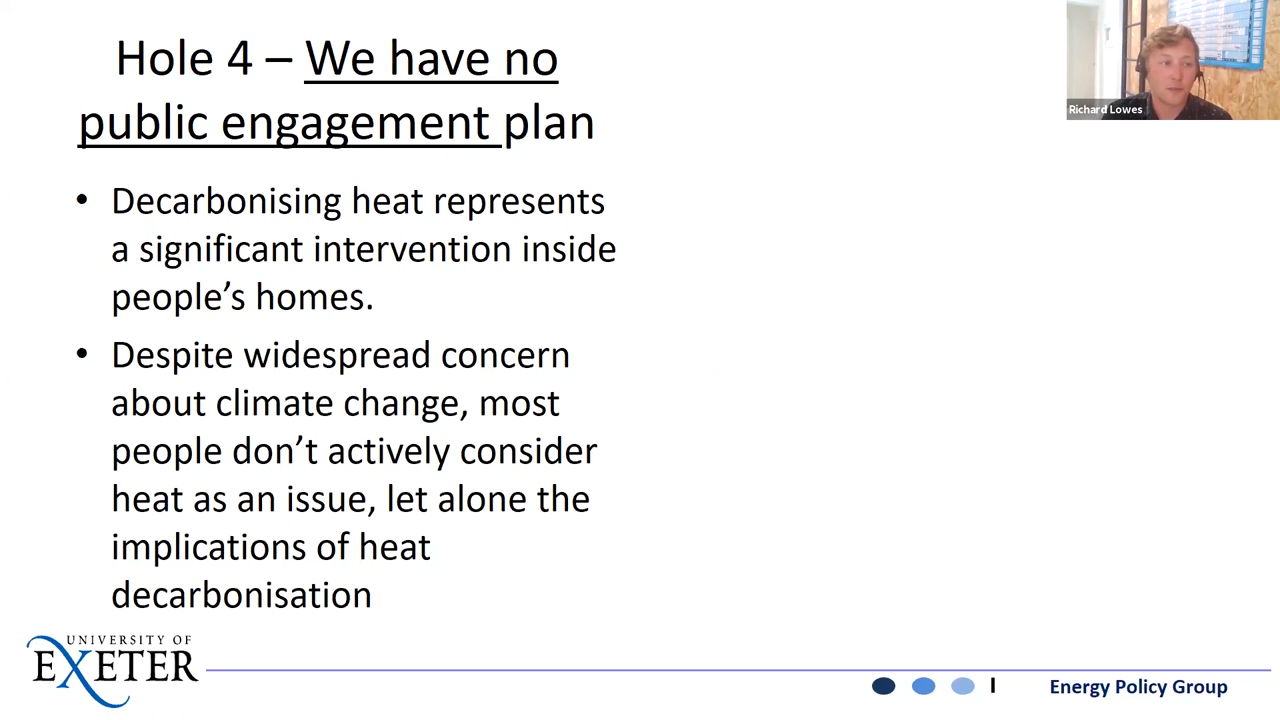 Hole 4 – We have no
public engagement plan
• Decarbonising heat represents
a significant intervention inside
people’s homes.
• Despite widespread concern
about climate change, most
people don’t actively consider
heat as an issue, let alone the
implications of heat
decarbonisation
Richard Lowes
UNIVERSITY OF
EXETER
Energy Policy Group